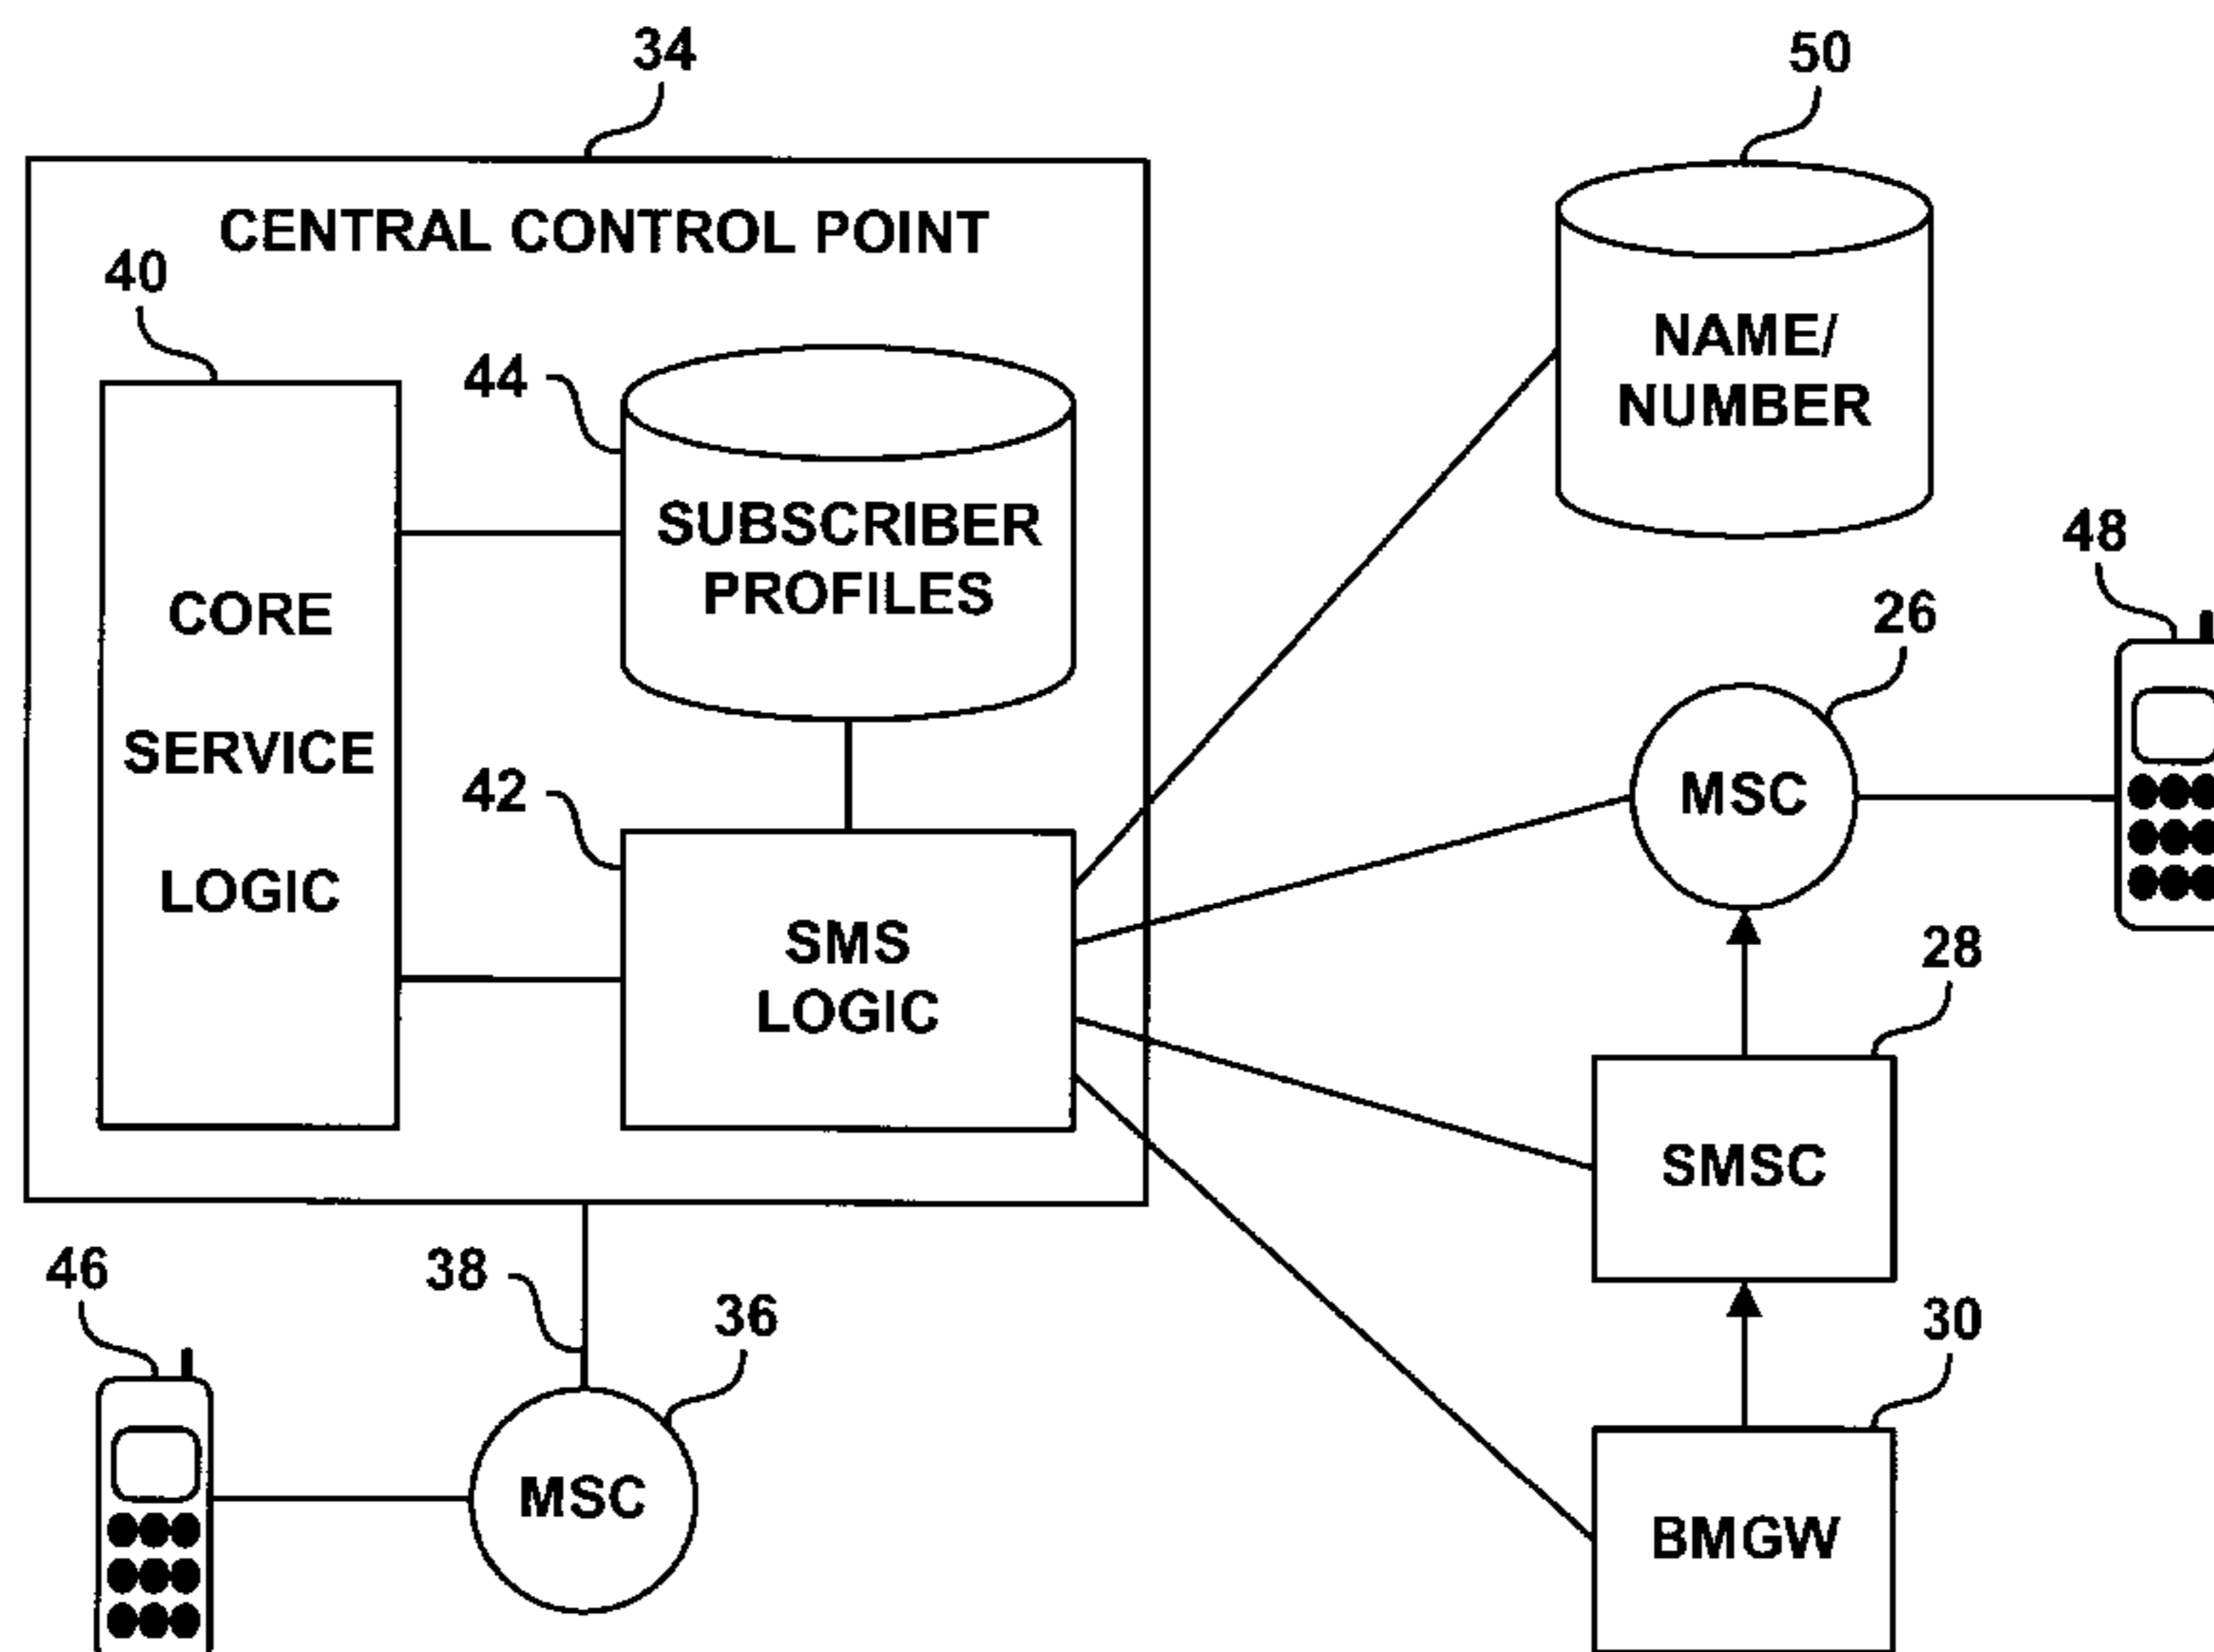 34
50
CENTRAL CONTROL POINT
40
44
NAME/
NUMBER
SUBSCRIBER
PROFILES
48
CORE
SERVICE
LOGIC
26
42
MSC
SMS
LOGIC
28
SMSC
46
38
36
30
MSC
BMGW